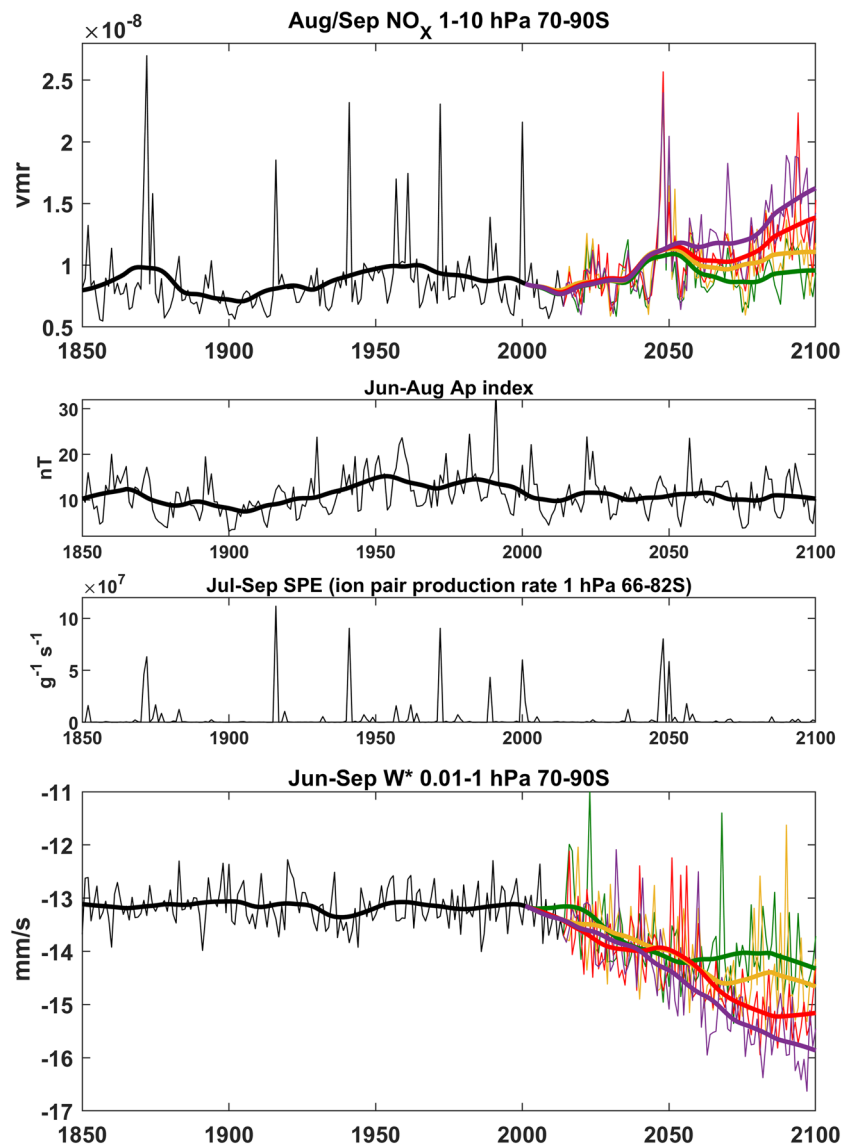 Aug/Sep NOX 1-10 hPa 70-90S
×10-8
2.5
2
1.5
1
0.5
vmr
1850 1900 1950 2000 2050 2100
Jun-Aug Ap index
30
20
10
nT
1850 1900 1950 2000 2050 2100
×107
Jul-Sep SPE (ion pair production rate 1 hPa 66-82S)
10
5
0
g-1 s-1
1850 1900 1950 2000 2050 2100
Jun-Sep W* 0.01-1 hPa 70-90S
-11
-12
-13
-14
-15
-16
-17
mm/s
1850 1900 1950 2000 2050 2100